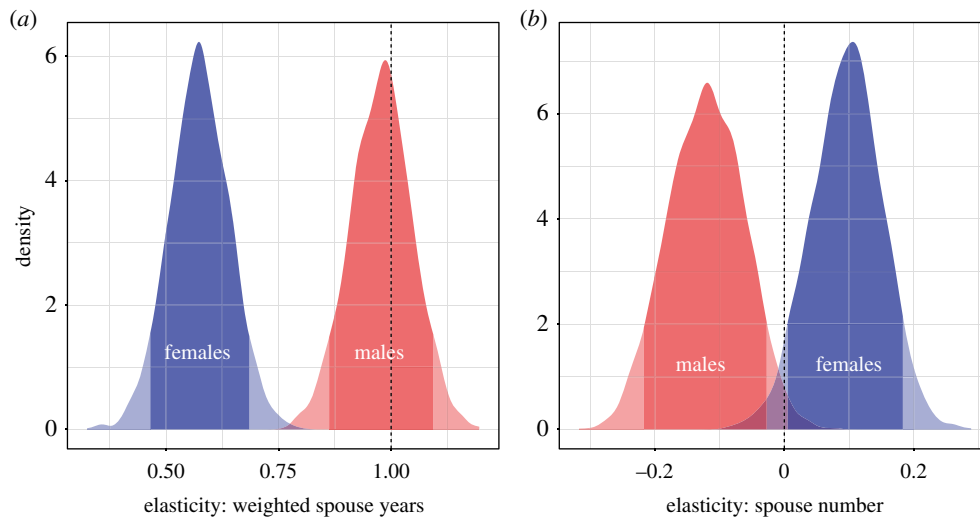 (a)
6
4
2
0
density
females
males
0.50 0.75 1.00
elasticity: weighted spouse years
(b)
6
4
2
0
males
females
–0.2 0 0.2
elasticity: spouse number